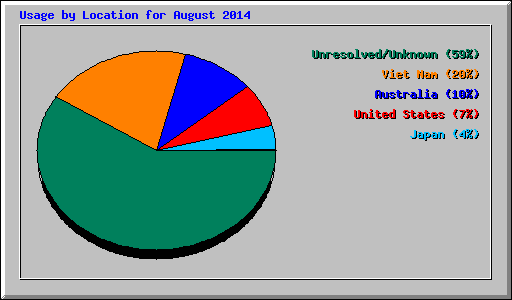 Usage by Location for August 2014
Unresolved/Unknown (59%)
Viet Nam (20%)
Australia (10%)
United States (7%)
Japan (4%)